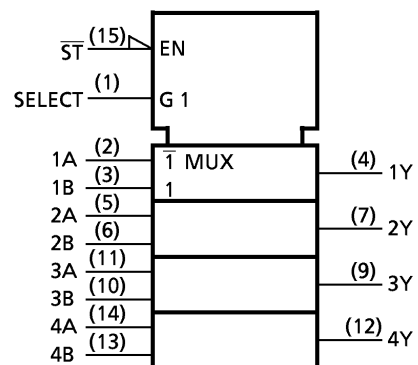 S̅T̅ (15) EN
SELECT (1) G 1
1A (2) 1̅ MUX (4) 1Y
1B (3) 1
2A (5) (7) 2Y
2B (6)
3A (11) (9) 3Y
3B (10)
4A (14) (12) 4Y
4B (13)